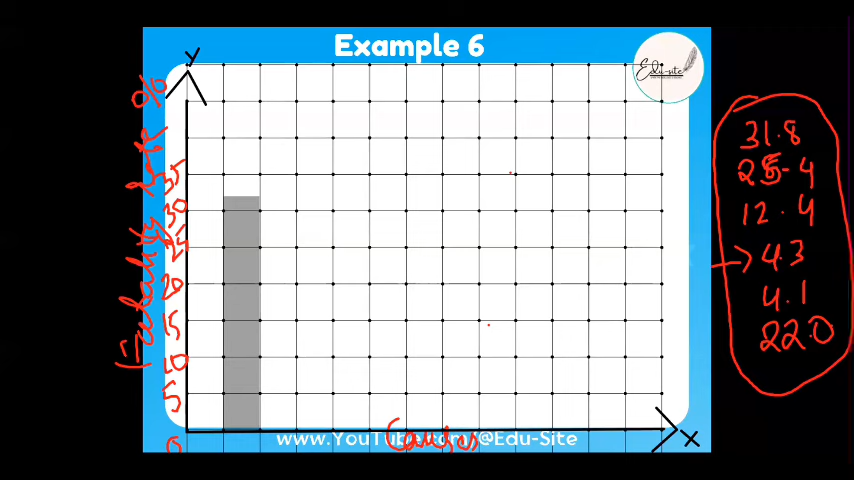 Example 6
Edu-site
Y
Fatality Rate %
35
30
25
20
15
10
5
0
31.8
25.4
12.4
4.3
4.1
22.0
Causes
www.YouTube.com/@Edu-Site
X